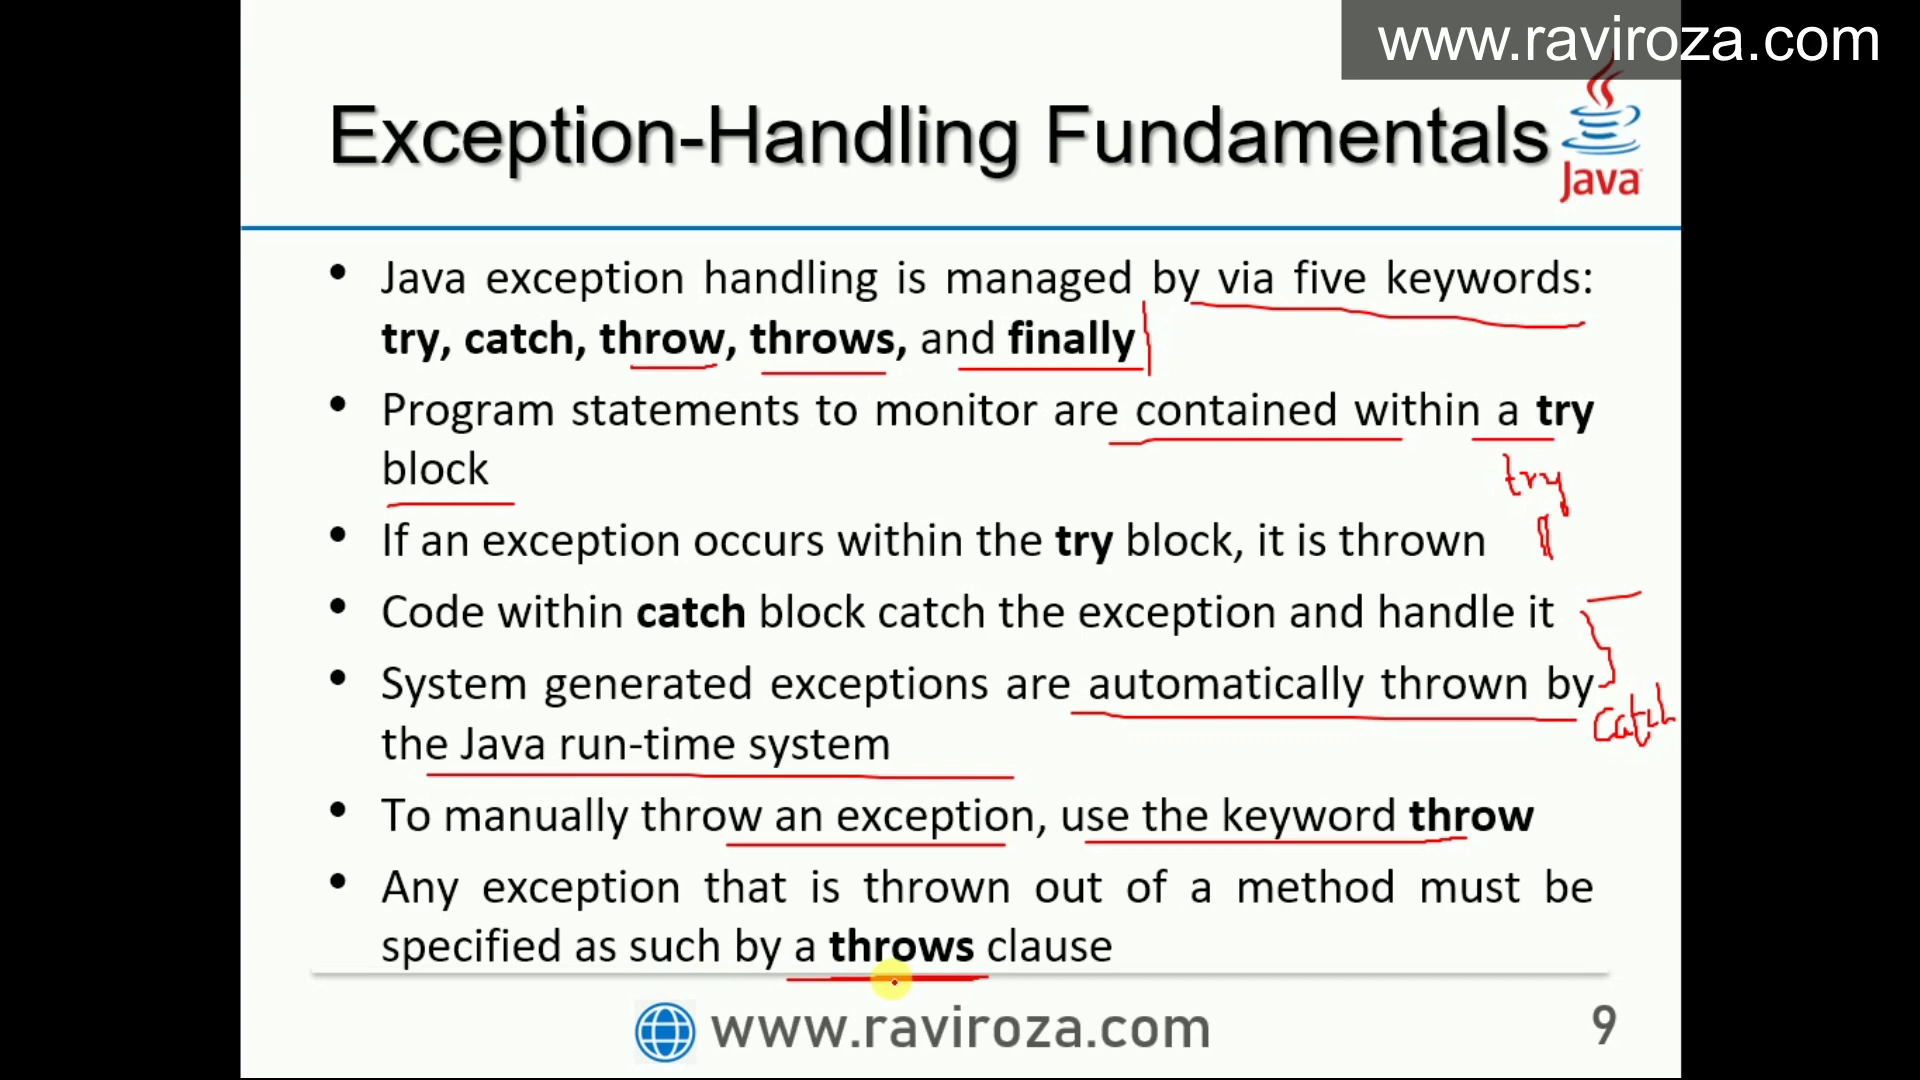 www.raviroza.com
Exception-Handling Fundamentals
Java
• Java exception handling is managed by via five keywords:
try, catch, throw, throws, and finally
• Program statements to monitor are contained within a try
block
try
• If an exception occurs within the try block, it is thrown
• Code within catch block catch the exception and handle it
• System generated exceptions are automatically thrown by
catch
the Java run-time system
• To manually throw an exception, use the keyword throw
• Any exception that is thrown out of a method must be
specified as such by a throws clause
www.raviroza.com
9